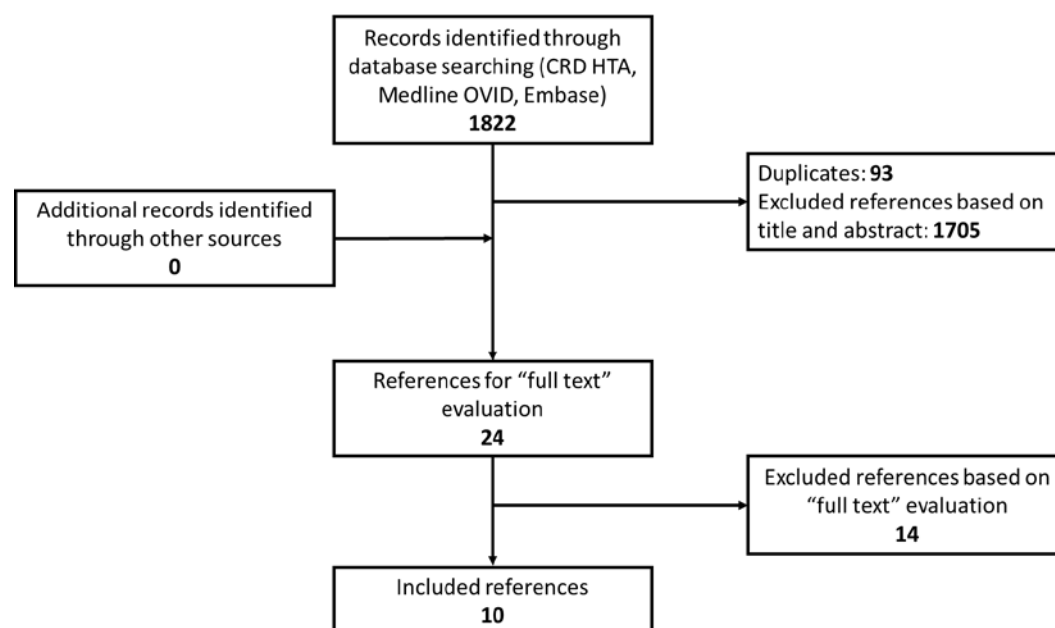 Records identified through
database searching (CRD HTA,
Medline OVID, Embase)
1822
Duplicates: 93
Excluded references based on
title and abstract: 1705
Additional records identified
through other sources
0
References for “full text”
evaluation
24
Excluded references based on
“full text” evaluation
14
Included references
10